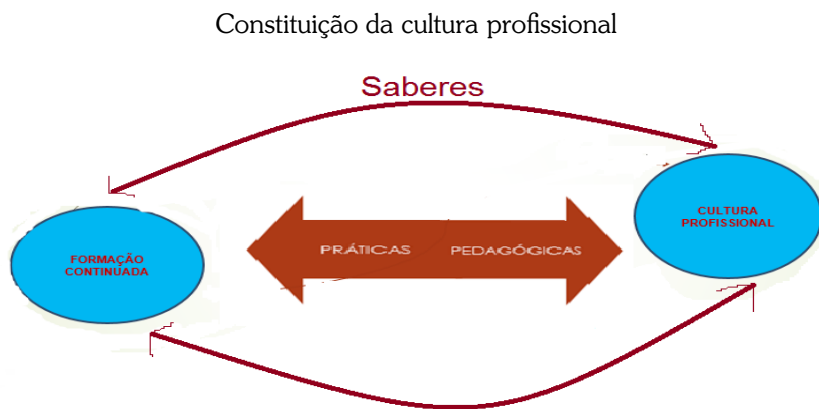 Constituição da cultura profissional
Saberes
CULTURA
PROFISSIONAL
PRÁTICAS PEDAGÓGICAS
FORMAÇÃO
CONTINUADA